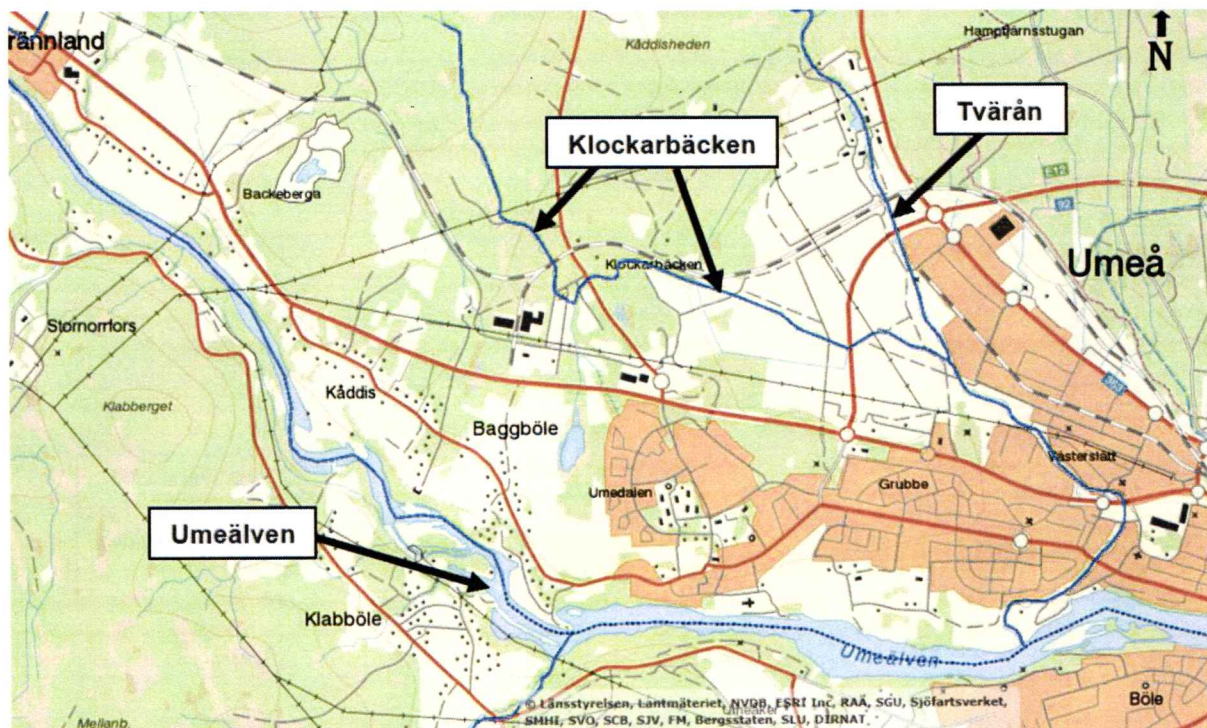 rännland
Hamptjärnsstugan
Kåddisheden
N
Tvärån
Klockarbäcken
E12
92
Backeberga
Klockarbäcken
Umeå
Stornorrfors
Klabberget
Kåddis
Baggböle
363
Västerslätt
Umedalen
Grubbe
Umeälven
Klabböle
Umeälven
Böle
© Länsstyrelsen, Lantmäteriet, NVDB, ESRI Inc, RAÄ, SGU, Sjöfartsverket,
SMHI, SVO, SCB, SJV, FM, Bergsstaten, SLU, DIRNAT
Mellanb.